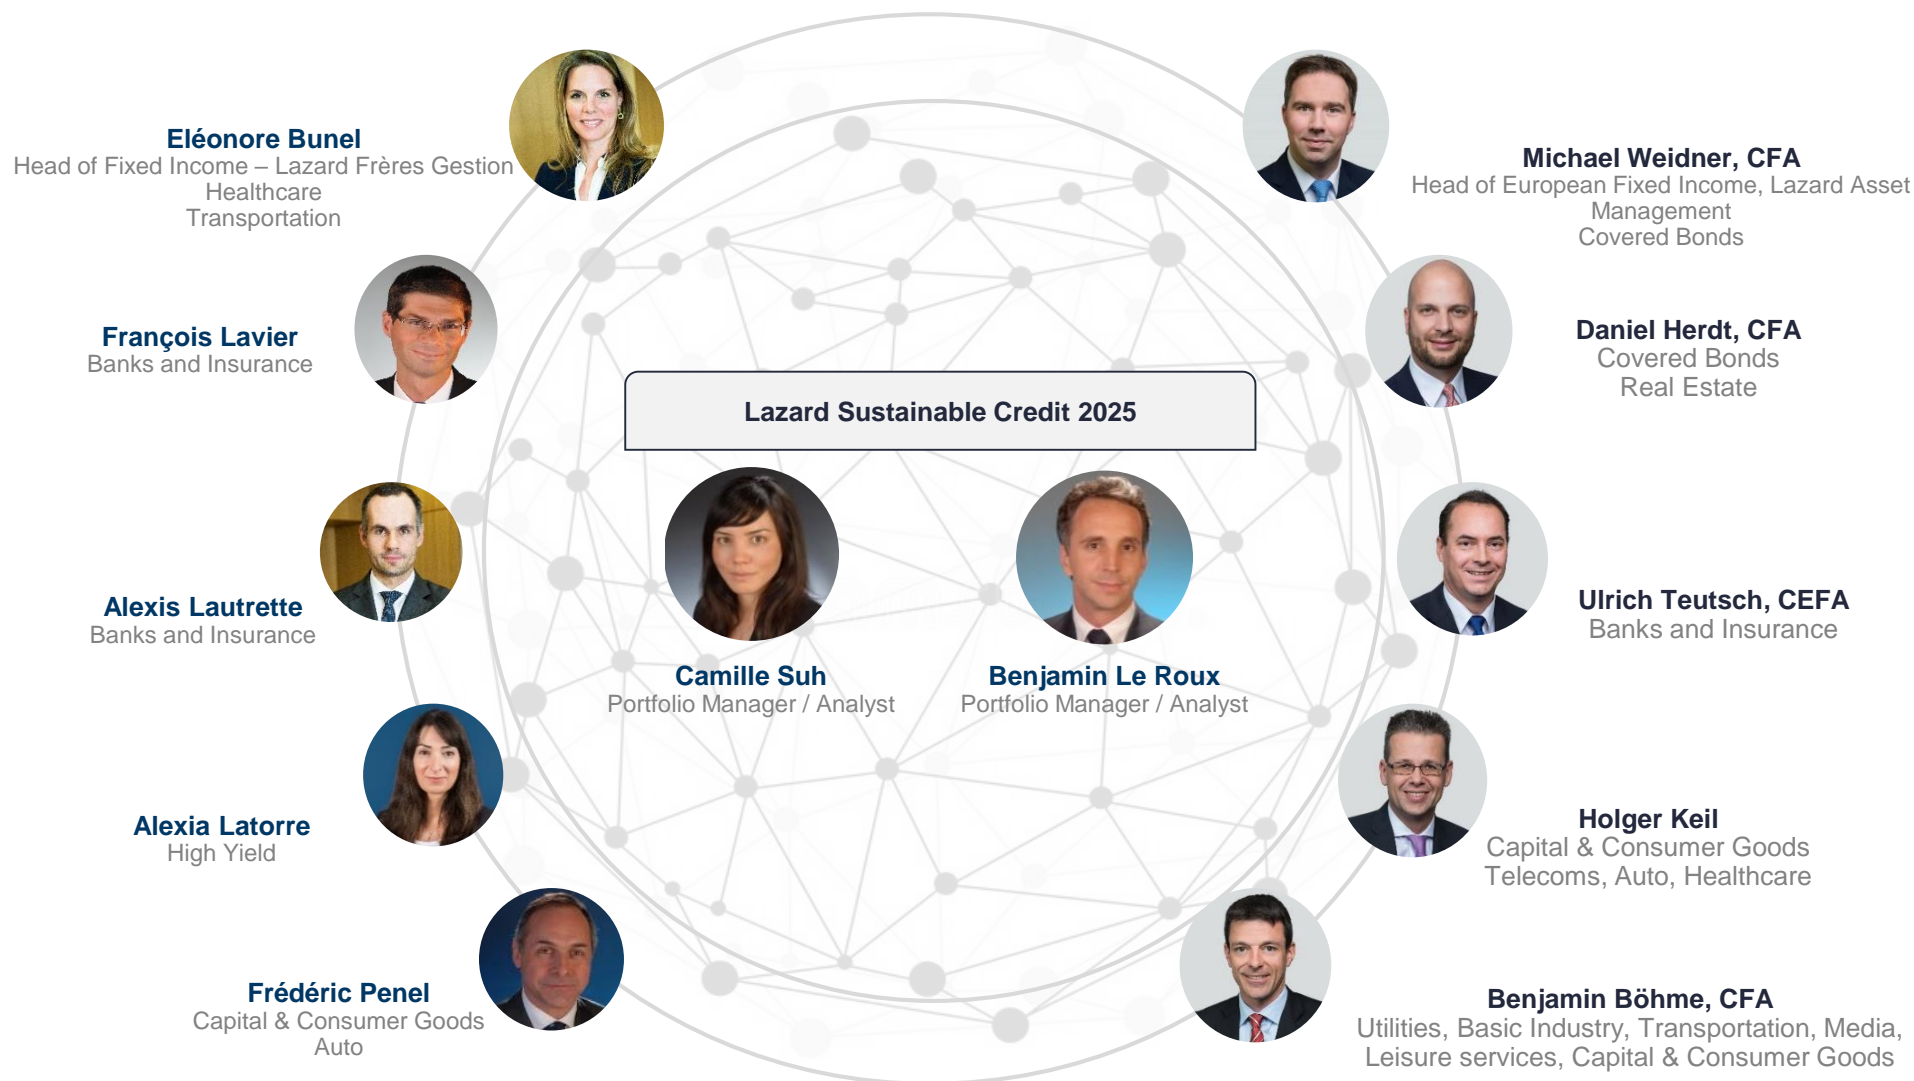 Eléonore Bunel
Head of Fixed Income – Lazard Frères Gestion
Healthcare
Transportation
François Lavier
Banks and Insurance
Alexis Lautrette
Banks and Insurance
Alexia Latorre
High Yield
Frédéric Penel
Capital & Consumer Goods
Auto
Lazard Sustainable Credit 2025
Camille Suh
Portfolio Manager / Analyst
Benjamin Le Roux
Portfolio Manager / Analyst
Michael Weidner, CFA
Head of European Fixed Income, Lazard Asset
Management
Covered Bonds
Daniel Herdt, CFA
Covered Bonds
Real Estate
Ulrich Teutsch, CEFA
Banks and Insurance
Holger Keil
Capital & Consumer Goods
Telecoms, Auto, Healthcare
Benjamin Böhme, CFA
Utilities, Basic Industry, Transportation, Media,
Leisure services, Capital & Consumer Goods